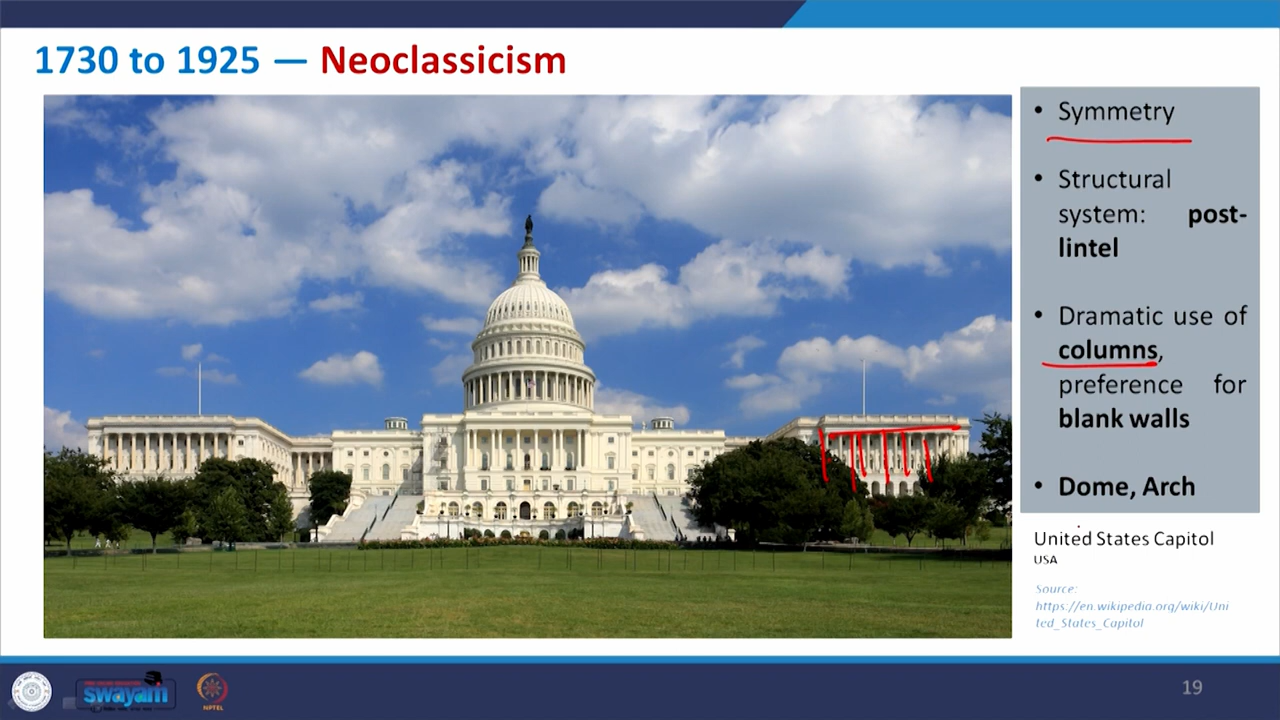 1730 to 1925 — Neoclassicism
• Symmetry
• Structural
system: post-
lintel
• Dramatic use of
columns,
preference for
blank walls
• Dome, Arch
United States Capitol
USA
Source:
https://en.wikipedia.org/wiki/Uni
ted_States_Capitol
swayam
NPTEL
19